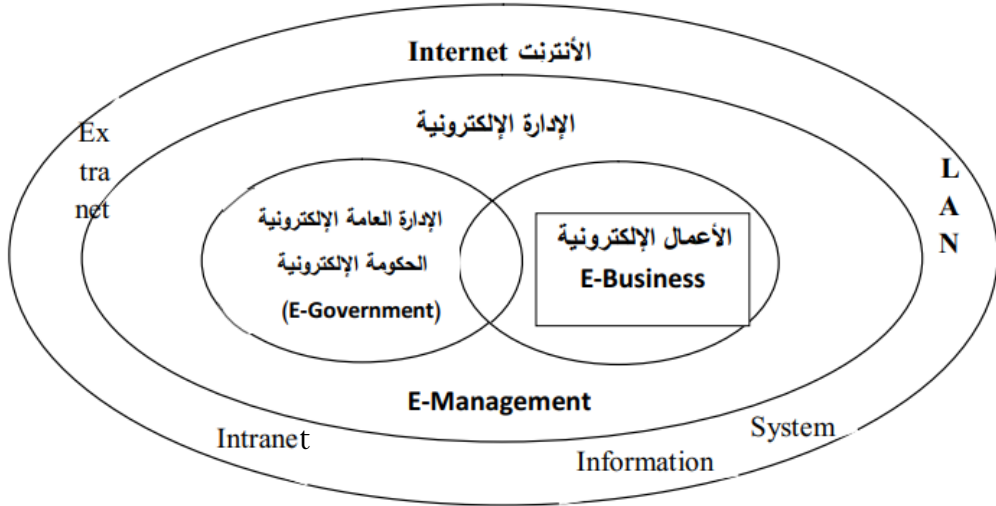 الأنترنت Internet
الإدارة الإلكترونية
Ex
tra
net
L
A
N
الإدارة العامة الإلكترونية
الحكومة الإلكترونية
(E-Government)
الأعمال الإلكترونية
E-Business
E-Management
Intranet
Information
System